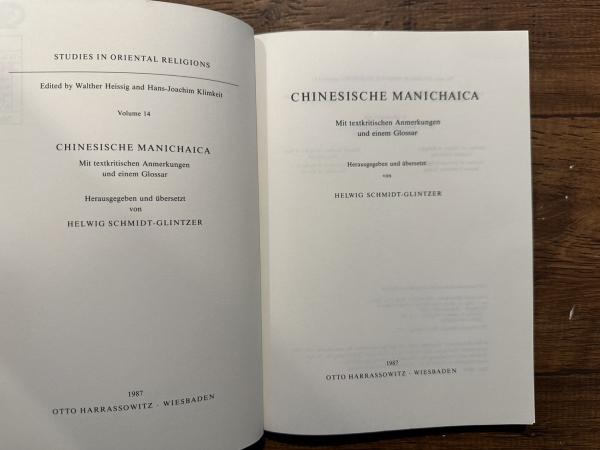 STUDIES IN ORIENTAL RELIGIONS
Edited by Walther Heissig and Hans-Joachim Klimkeit
Volume 14
CHINESISCHE MANICHAICA
Mit textkritischen Anmerkungen
und einem Glossar
Herausgegeben und übersetzt
von
HELWIG SCHMIDT-GLINTZER
1987
OTTO HARRASSOWITZ · WIESBADEN
CHINESISCHE MANICHAICA
Mit textkritischen Anmerkungen
und einem Glossar
Herausgegeben und übersetzt
von
HELWIG SCHMIDT-GLINTZER
1987
OTTO HARRASSOWITZ · WIESBADEN